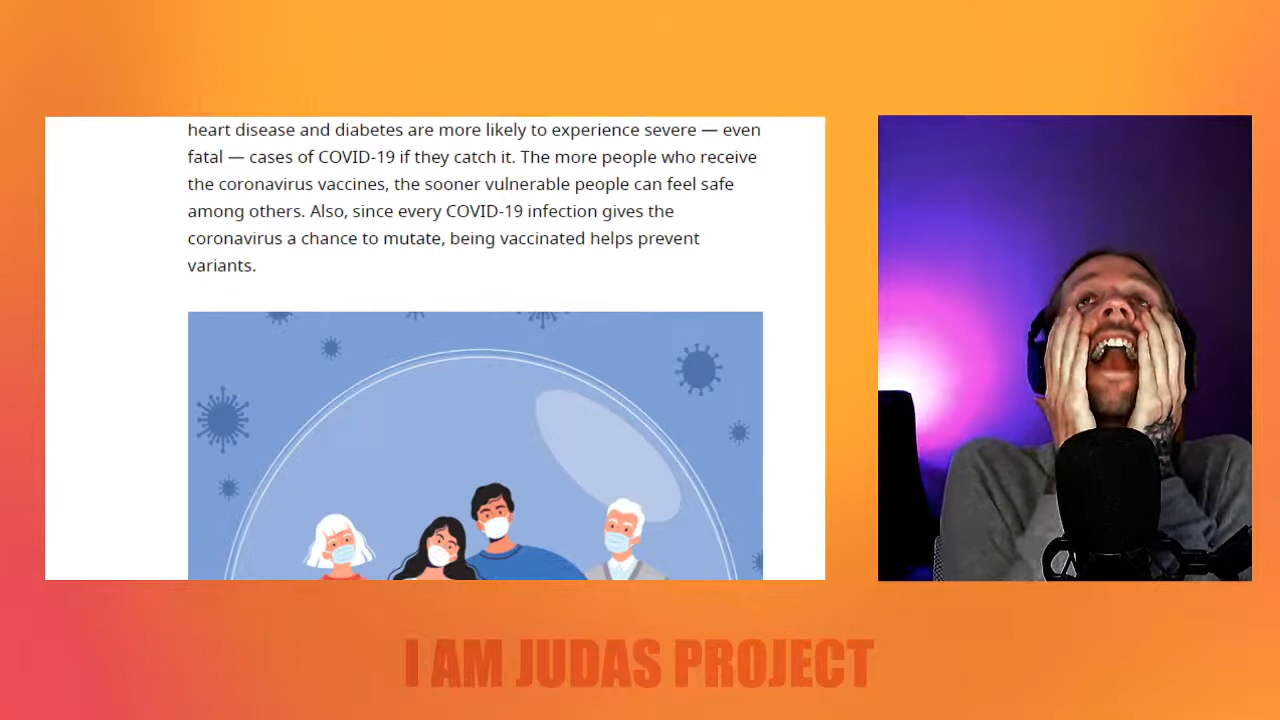 heart disease and diabetes are more likely to experience severe — even
fatal — cases of COVID-19 if they catch it. The more people who receive
the coronavirus vaccines, the sooner vulnerable people can feel safe
among others. Also, since every COVID-19 infection gives the
coronavirus a chance to mutate, being vaccinated helps prevent
variants.
I AM JUDAS PROJECT